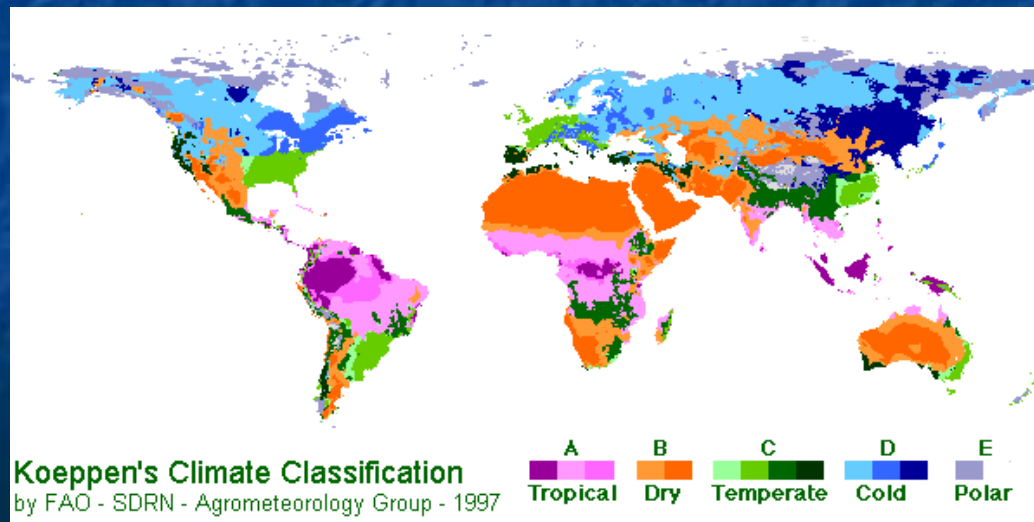 A B C D E
Tropical Dry Temperate Cold Polar
Koeppen's Climate Classification
by FAO - SDRN - Agrometeorology Group - 1997